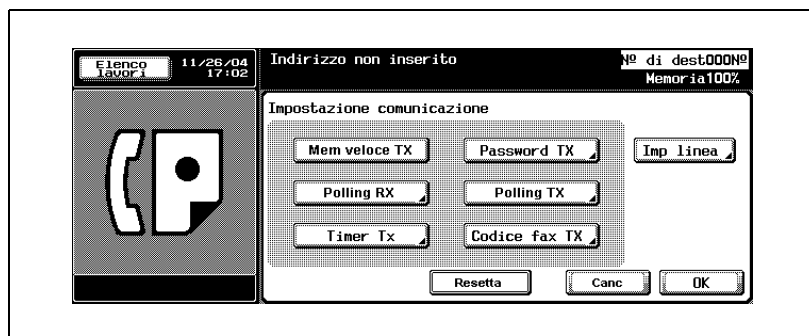 Elenco lavori
11/26/04
17:02
Indirizzo non inserito
Nº di dest000Nº
Memoria100%
Impostazione comunicazione
Mem veloce TX
Password TX
Imp linea
Polling RX
Polling TX
Timer Tx
Codice fax TX
Resetta
Canc
OK